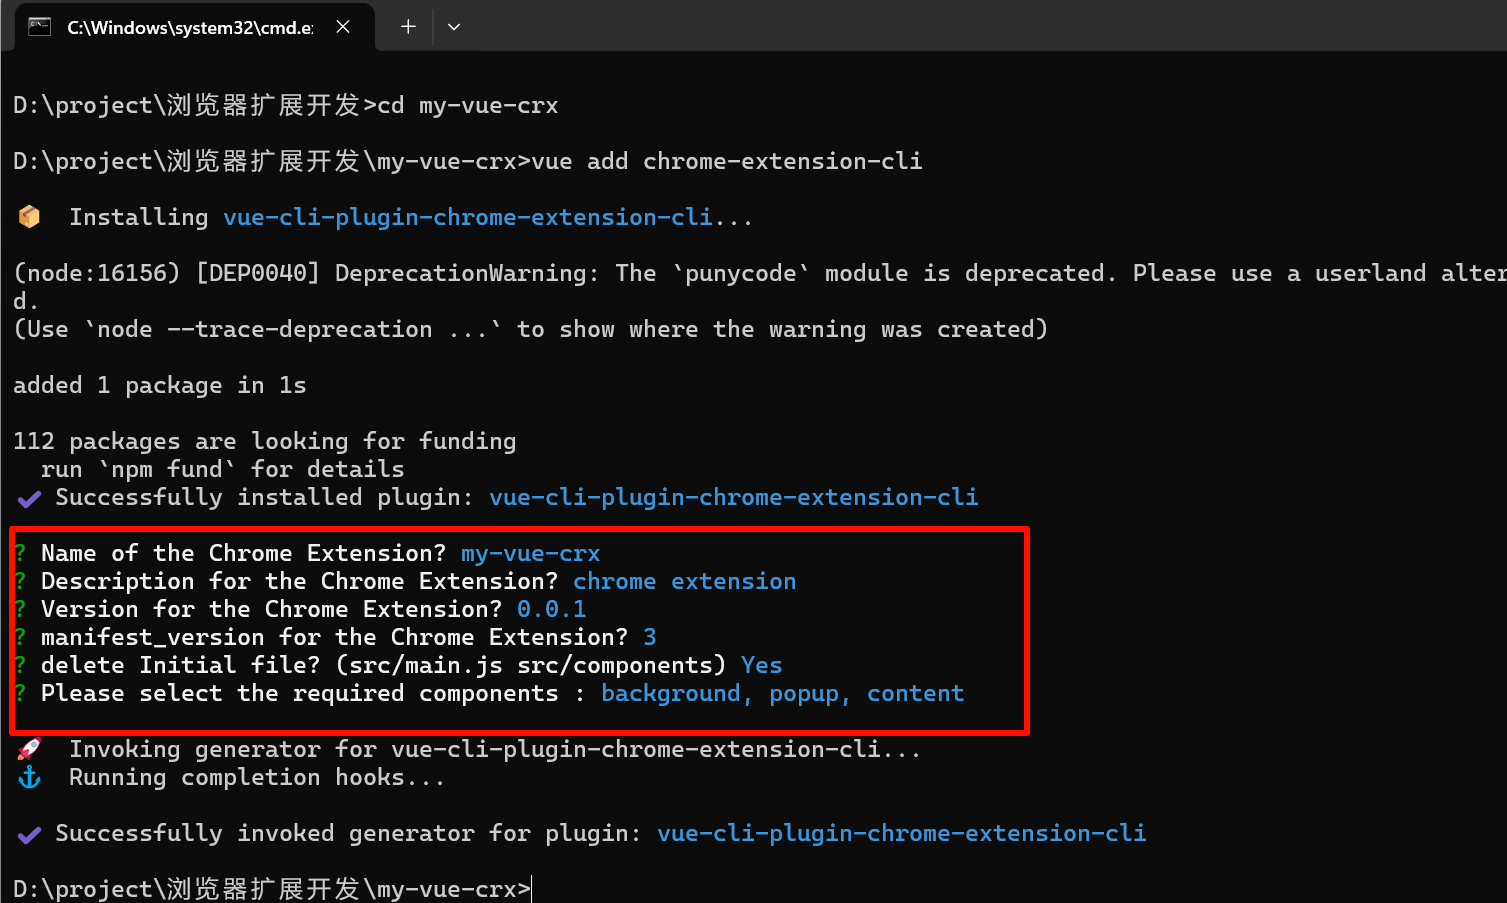 C:\Windows\system32\cmd.e
D:\project\浏览器扩展开发>cd my-vue-crx
D:\project\浏览器扩展开发\my-vue-crx>vue add chrome-extension-cli
📦  Installing vue-cli-plugin-chrome-extension-cli...
(node:16156) [DEP0040] DeprecationWarning: The `punycode` module is deprecated. Please use a userland alter
d.
(Use `node --trace-deprecation ...` to show where the warning was created)
added 1 package in 1s
112 packages are looking for funding
  run `npm fund` for details
✔ Successfully installed plugin: vue-cli-plugin-chrome-extension-cli
? Name of the Chrome Extension? my-vue-crx
? Description for the Chrome Extension? chrome extension
? Version for the Chrome Extension? 0.0.1
? manifest_version for the Chrome Extension? 3
? delete Initial file? (src/main.js src/components) Yes
? Please select the required components : background, popup, content
🚀  Invoking generator for vue-cli-plugin-chrome-extension-cli...
⚓  Running completion hooks...
✔ Successfully invoked generator for plugin: vue-cli-plugin-chrome-extension-cli
D:\project\浏览器扩展开发\my-vue-crx>